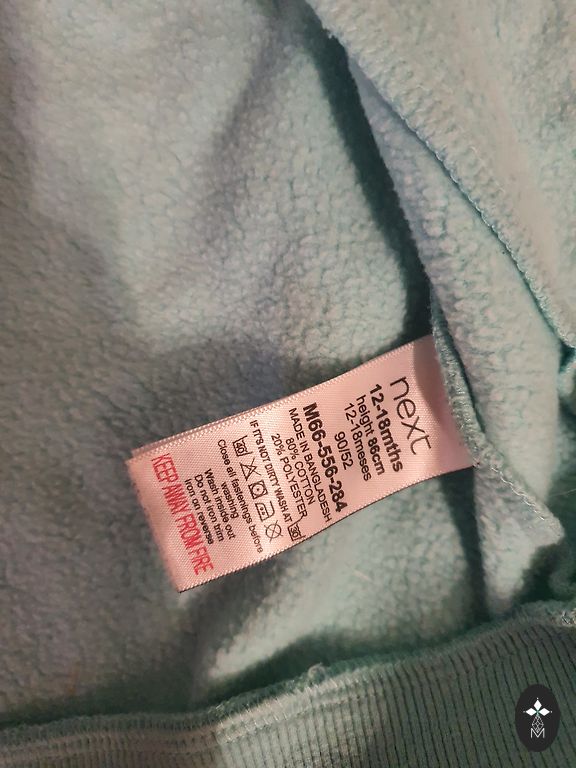 next
12-18mths
height 86cm
90/52
12-18meses
M66-556-284
MADE IN BANGLADESH
80% COTTON
20% POLYESTER
IF IT'S NOT DIRTY WASH AT 30
40
Close all fastenings before
washing
Wash inside out
Do not iron trim
Iron on reverse
KEEP AWAY FROM FIRE
M